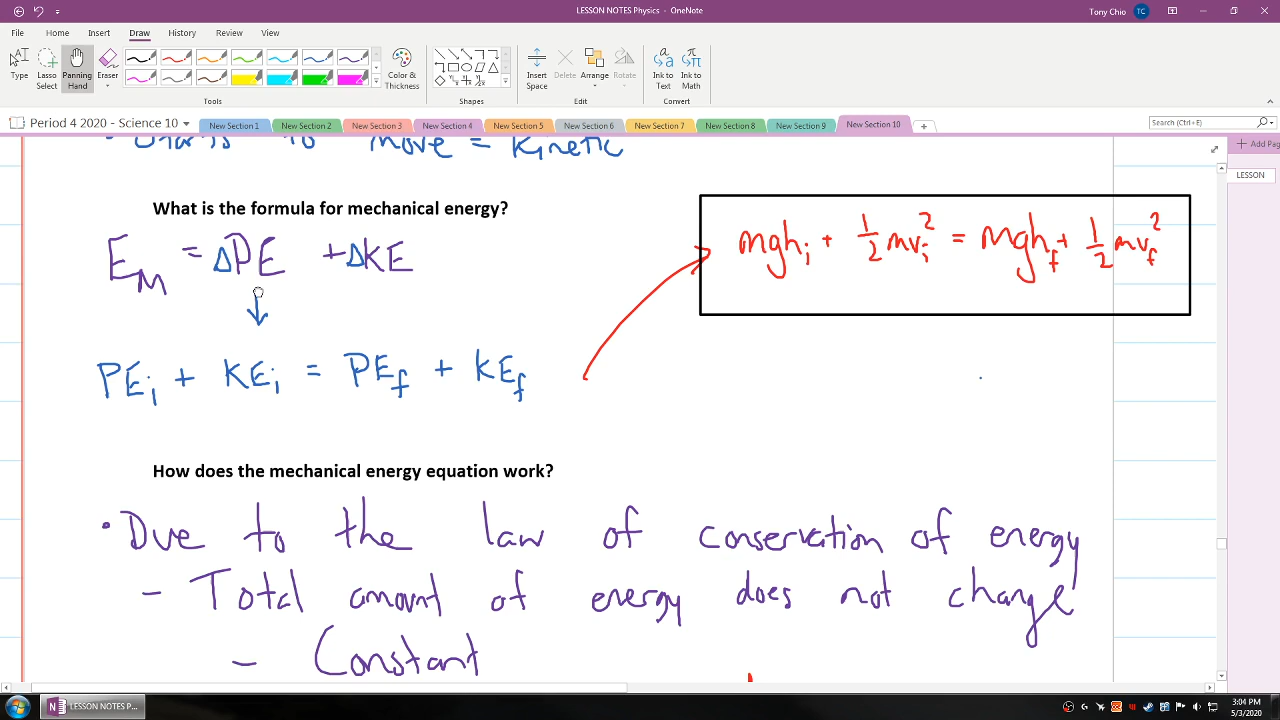 LESSON NOTES Physics - OneNote
Tony Chio TC
File Home Insert Draw History Review View
Type Lasso Select Panning Hand Eraser Color & Thickness Insert Space Delete Arrange Rotate Ink to Text Ink to Math
Tools Shapes Edit Convert
Period 4 2020 - Science 10 New Section 1 New Section 2 New Section 3 New Section 4 New Section 5 New Section 6 New Section 7 New Section 8 New Section 9 New Section 10 Search (Ctrl+E)
Add Pag
LESSON
• Starts to move = kinetic
What is the formula for mechanical energy?
E_M = ΔPE + ΔKE
mgh_i + 1/2 mv_i^2 = mgh_f + 1/2 mv_f^2
PE_i + KE_i = PE_f + KE_f
How does the mechanical energy equation work?
• Due to the law of conservation of energy
- Total amount of energy does not change
- Constant
LESSON NOTES P...
3:04 PM
5/3/2020